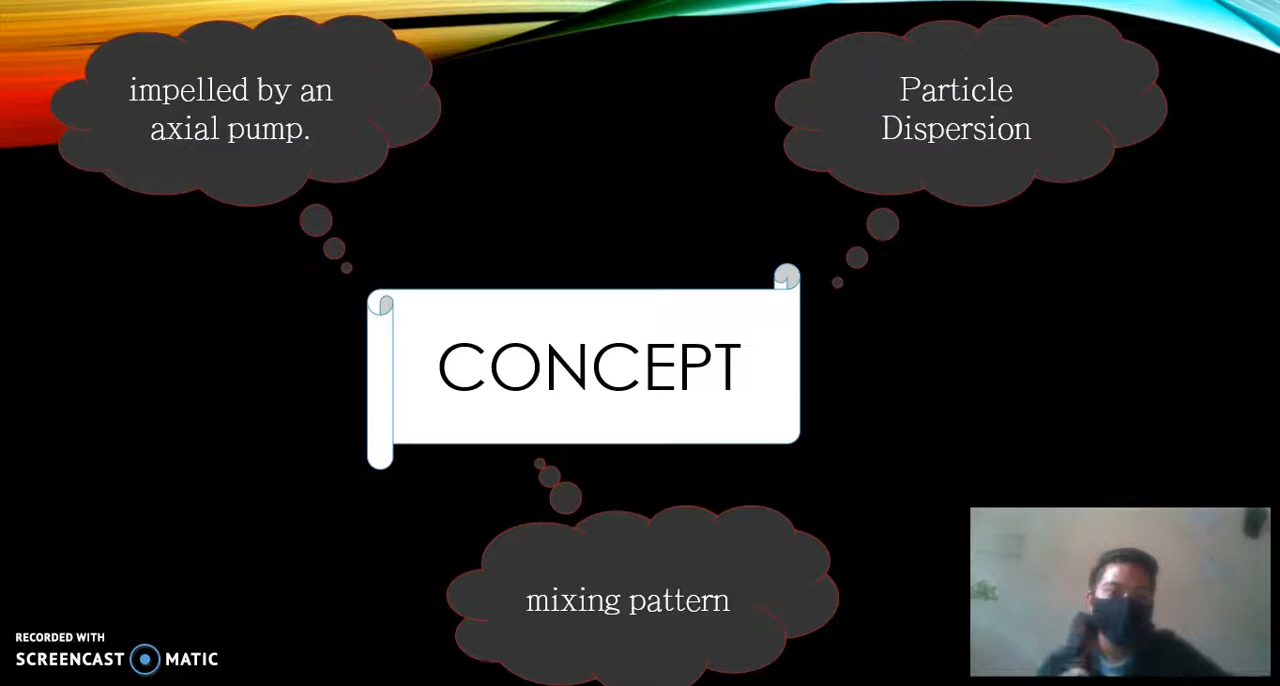 impelled by an
axial pump.
Particle
Dispersion
CONCEPT
mixing pattern
RECORDED WITH
SCREENCAST MATIC